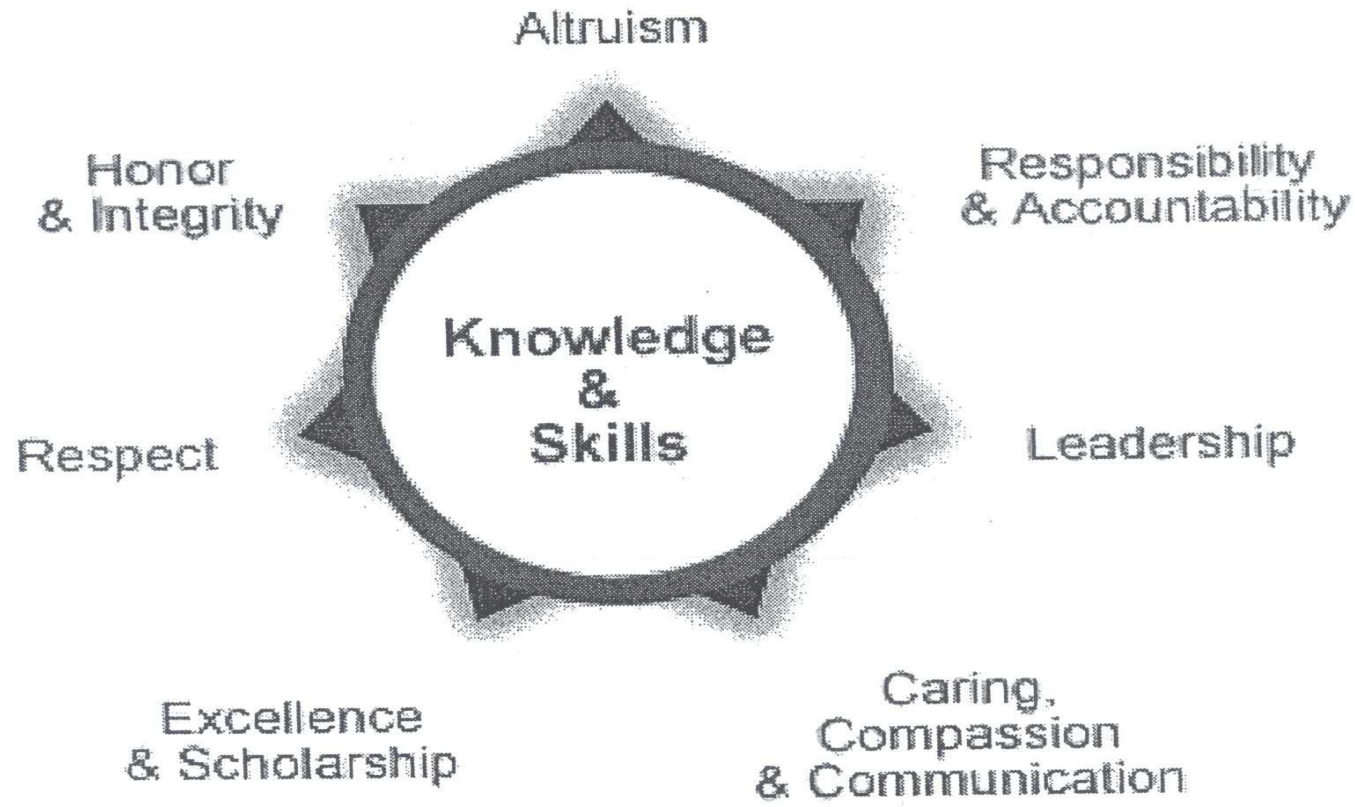 Altruism
Honor
& Integrity
Responsibility
& Accountability
Knowledge
&
Skills
Respect
Leadership
Excellence
& Scholarship
Caring,
Compassion
& Communication